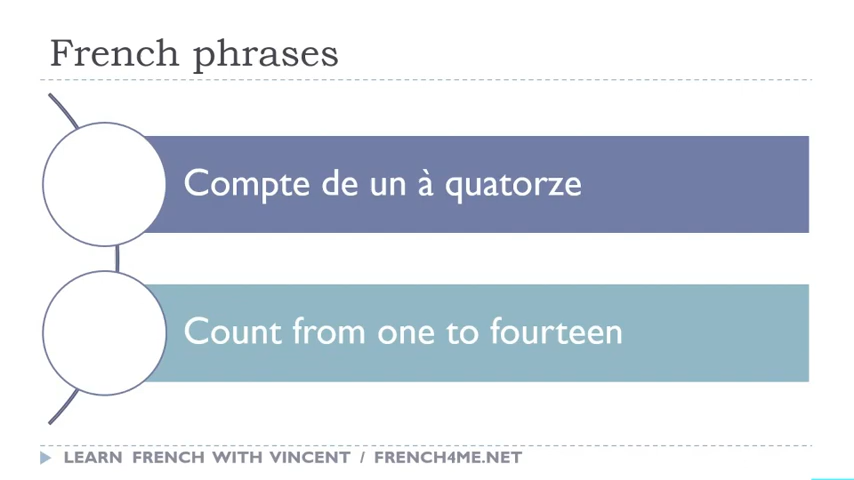 French phrases
Compte de un à quatorze
Count from one to fourteen
LEARN FRENCH WITH VINCENT / FRENCH4ME.NET